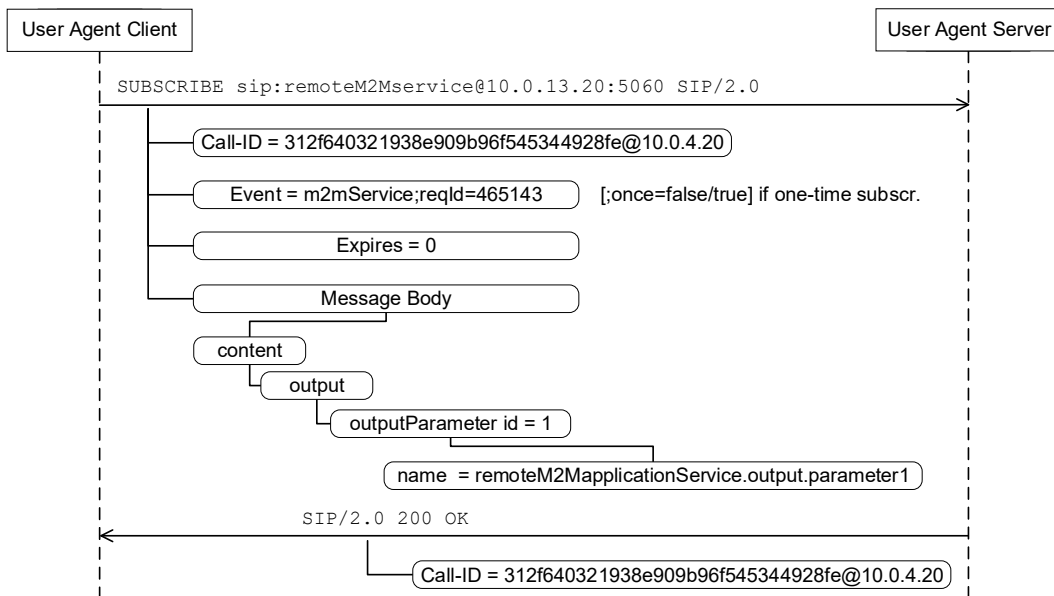 User Agent Client
User Agent Server
SUBSCRIBE sip:remoteM2Mservice@10.0.13.20:5060 SIP/2.0
Call-ID = 312f640321938e909b96f545344928fe@10.0.4.20
Event = m2mService;reqId=465143 [;once=false/true] if one-time subscr.
Expires = 0
Message Body
content
output
outputParameter id = 1
name = remoteM2MapplicationService.output.parameter1
SIP/2.0 200 OK
Call-ID = 312f640321938e909b96f545344928fe@10.0.4.20